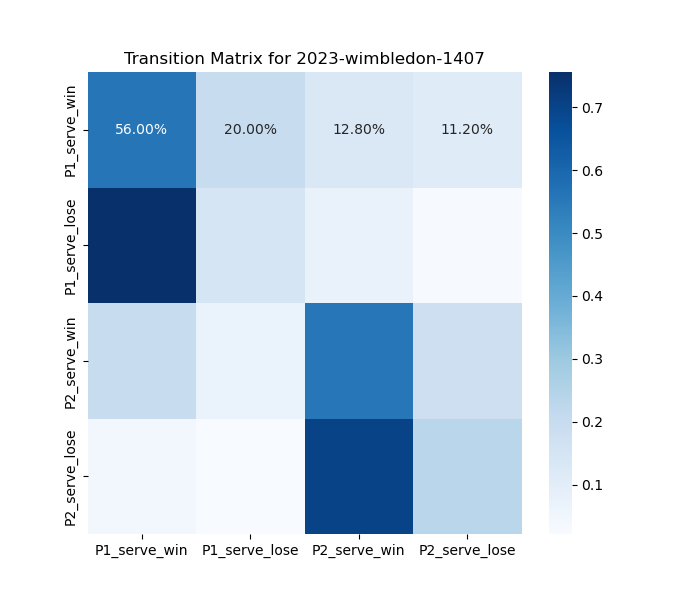 Transition Matrix for 2023-wimbledon-1407
P1_serve_win
56.00% 20.00% 12.80% 11.20%
P1_serve_lose
P2_serve_win
P2_serve_lose
P1_serve_win P1_serve_lose P2_serve_win P2_serve_lose
0.7
0.6
0.5
0.4
0.3
0.2
0.1